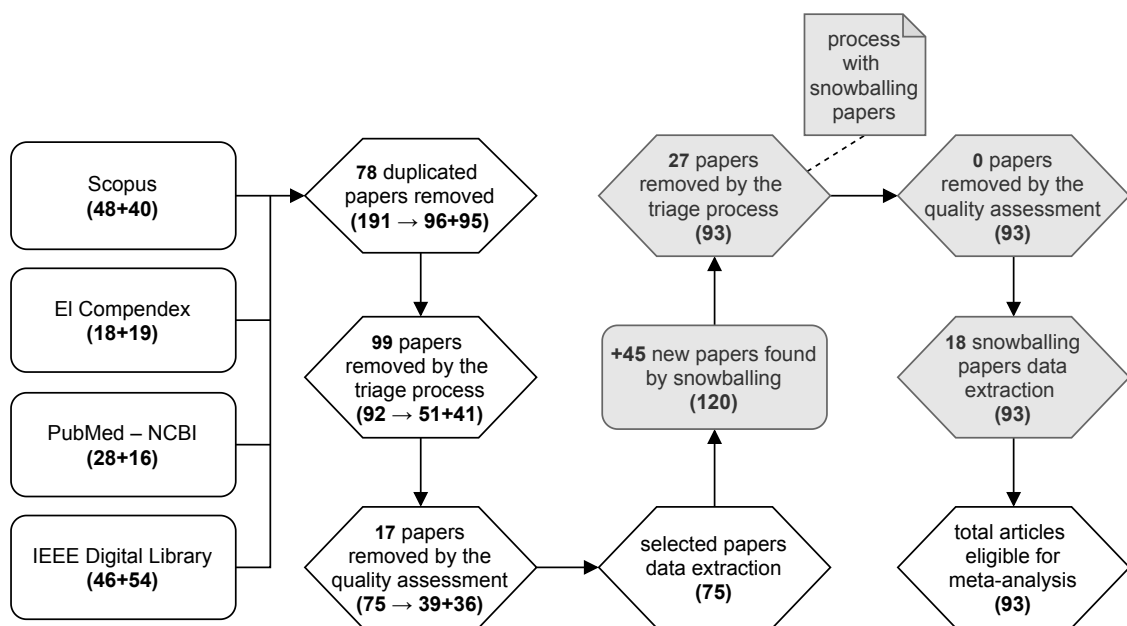 Scopus
(48+40)
EI Compendex
(18+19)
PubMed – NCBI
(28+16)
IEEE Digital Library
(46+54)
78 duplicated
papers removed
(191 → 96+95)
99 papers
removed by the
triage process
(92 → 51+41)
17 papers
removed by the
quality assessment
(75 → 39+36)
selected papers
data extraction
(75)
+45 new papers found
by snowballing
(120)
27 papers
removed by the
triage process
(93)
process
with
snowballing
papers
0 papers
removed by the
quality assessment
(93)
18 snowballing
papers data
extraction
(93)
total articles
eligible for
meta-analysis
(93)